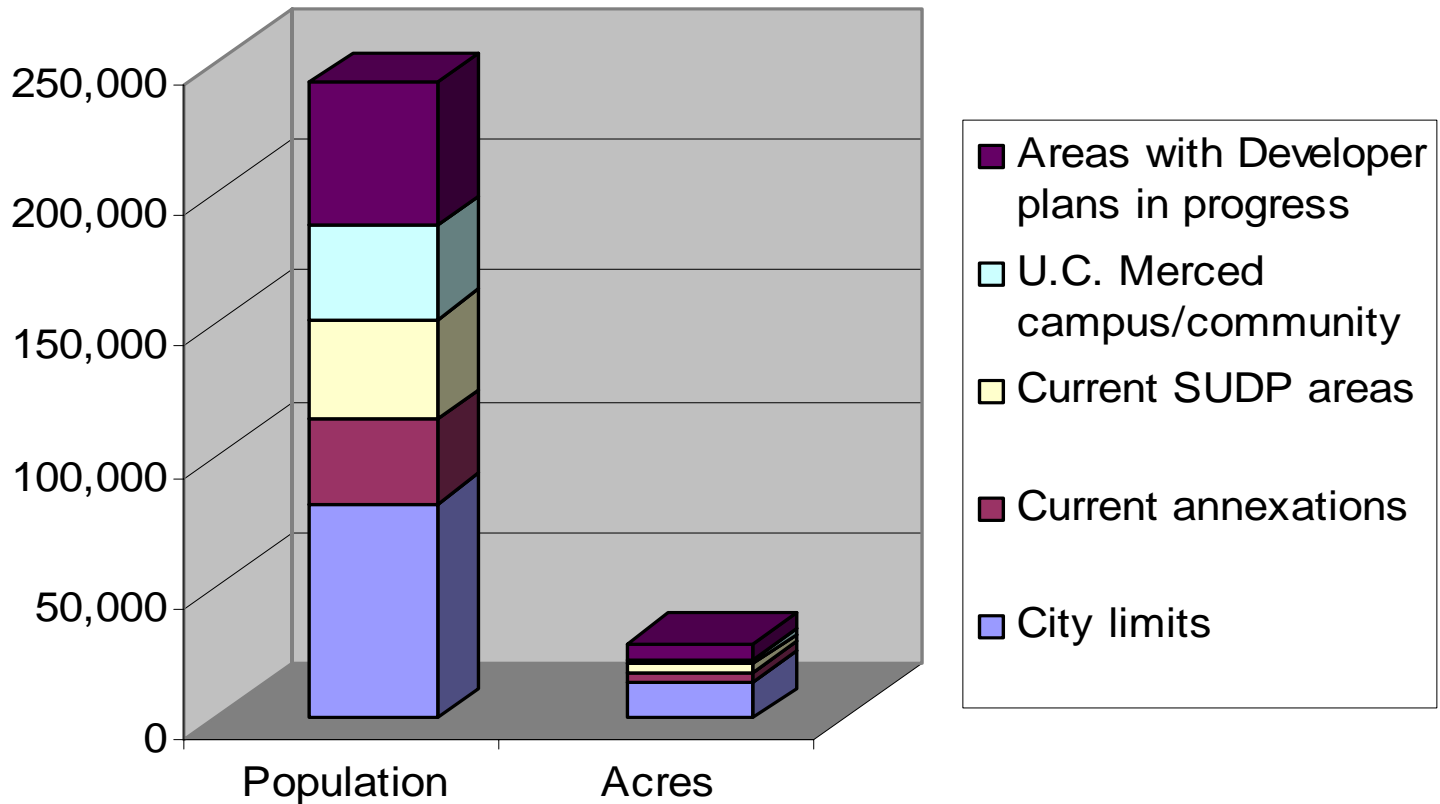 250,000
200,000
150,000
100,000
50,000
0
Population
Acres
Areas with Developer
plans in progress
U.C. Merced
campus/community
Current SUDP areas
Current annexations
City limits